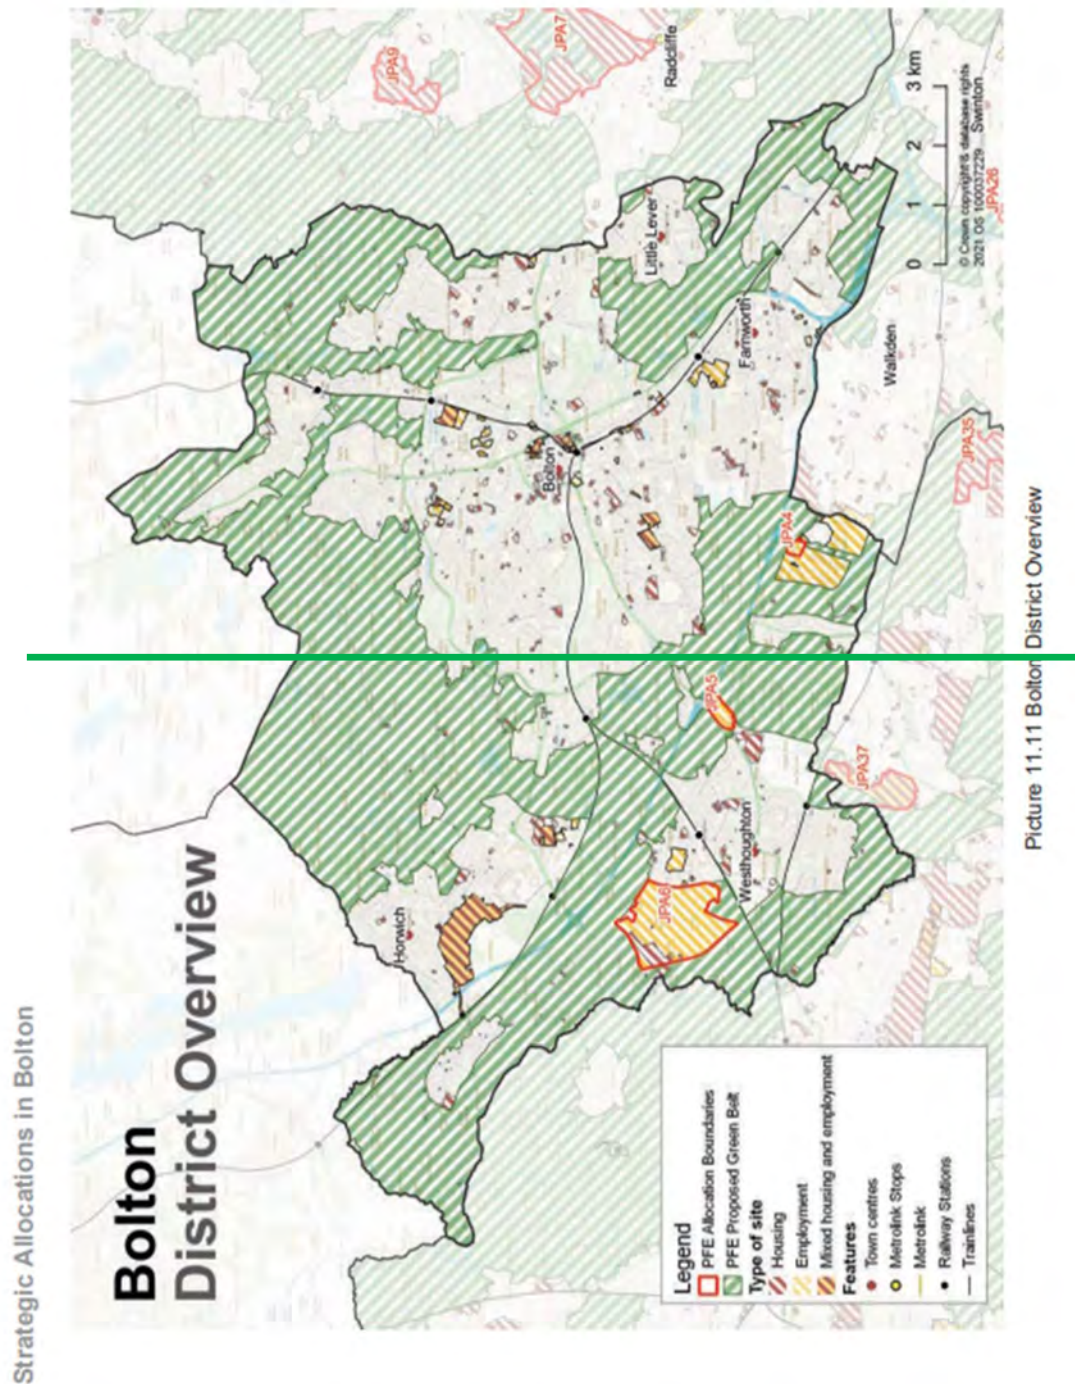 Strategic Allocations in Bolton
Bolton
District Overview
JPA9
JPA7
Radcliffe
Little Lever
Horwich
Bolton
Farnworth
JPA6
JPA5
JPA4
Westhoughton
Walkden
JPA37
JPA35
JPA26
Swinton
Legend
PFE Allocation Boundaries
PFE Proposed Green Belt
Type of site
Housing
Employment
Mixed housing and employment
Features
Town centres
Metrolink Stops
Metrolink
Railway Stations
Trainlines
0 1 2 3 km
© Crown copyright & database rights
2021 OS 100037229
Picture 11.11 Bolton District Overview